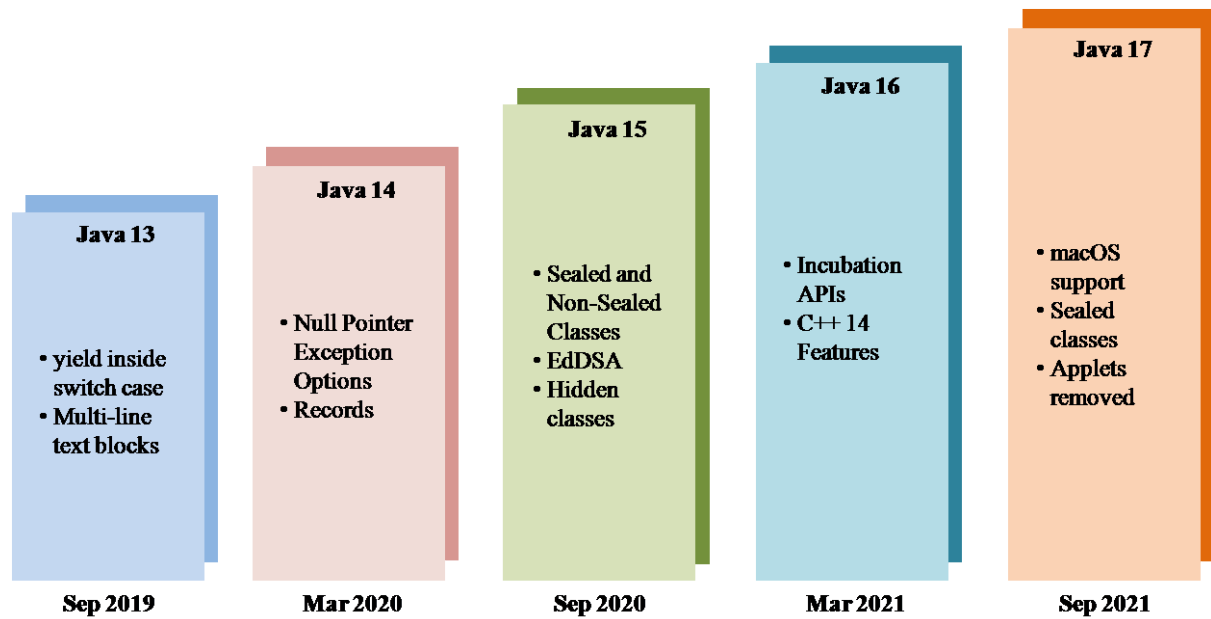 Java 13
• yield inside
switch case
• Multi-line
text blocks
Sep 2019
Java 14
• Null Pointer
Exception
Options
• Records
Mar 2020
Java 15
• Sealed and
Non-Sealed
Classes
• EdDSA
• Hidden
classes
Sep 2020
Java 16
• Incubation
APIs
• C++ 14
Features
Mar 2021
Java 17
• macOS
support
• Sealed
classes
• Applets
removed
Sep 2021